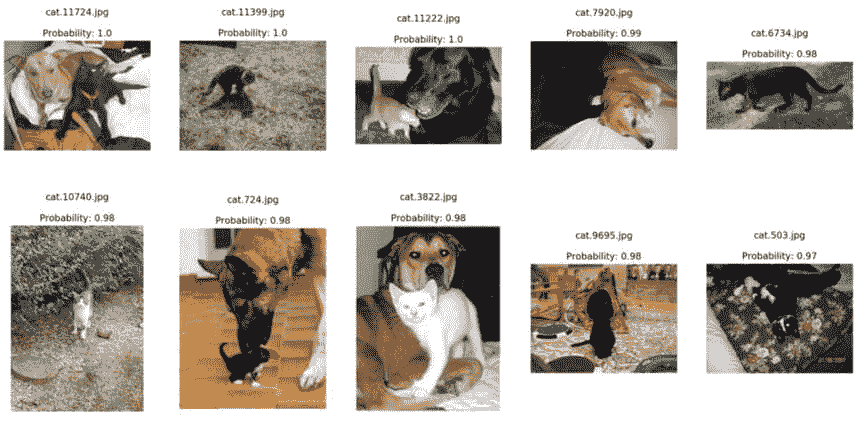 cat.11724.jpg
Probability: 1.0
cat.11399.jpg
Probability: 1.0
cat.11222.jpg
Probability: 1.0
cat.7920.jpg
Probability: 0.99
cat.6734.jpg
Probability: 0.98
cat.10740.jpg
Probability: 0.98
cat.724.jpg
Probability: 0.98
cat.3822.jpg
Probability: 0.98
cat.9695.jpg
Probability: 0.98
cat.503.jpg
Probability: 0.97